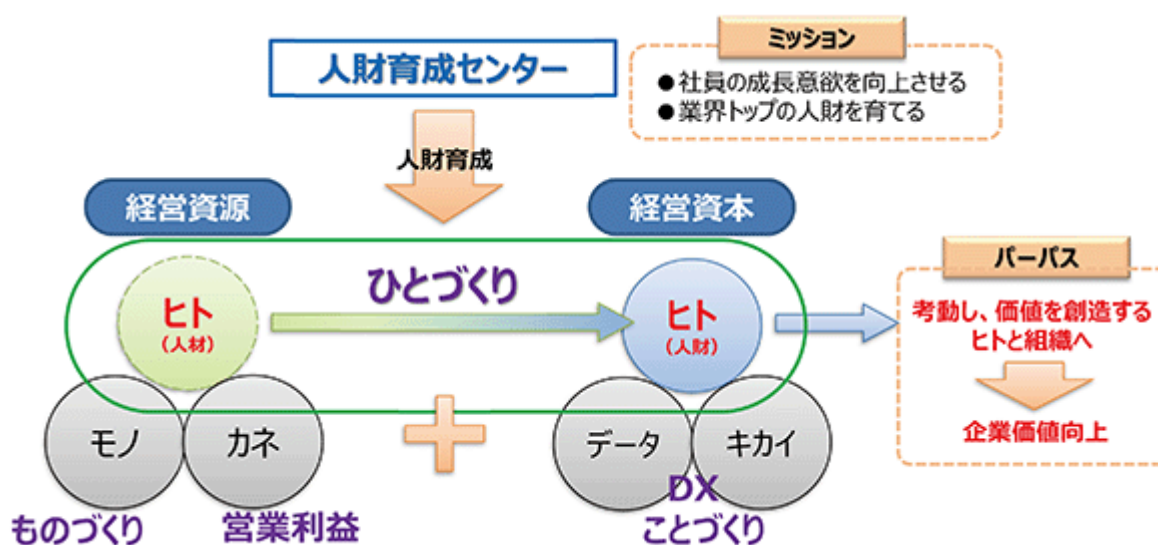 人財育成センター
ミッション
●社員の成長意欲を向上させる
●業界トップの人財を育てる
人財育成
経営資源
経営資本
ひとづくり
ヒト
(人材)
ヒト
(人財)
モノ
カネ
データ
キカイ
ものづくり
営業利益
DX
ことづくり
パーパス
考動し、価値を創造する
ヒトと組織へ
企業価値向上